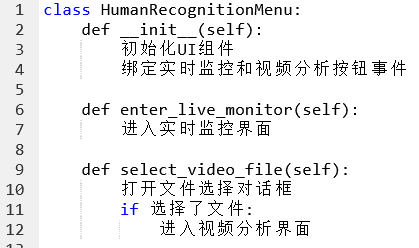 1 class HumanRecognitionMenu:
2     def __init__(self):
3         初始化UI组件
4         绑定实时监控和视频分析按钮事件
5
6     def enter_live_monitor(self):
7         进入实时监控界面
8
9     def select_video_file(self):
10         打开文件选择对话框
11         if 选择了文件:
12             进入视频分析界面